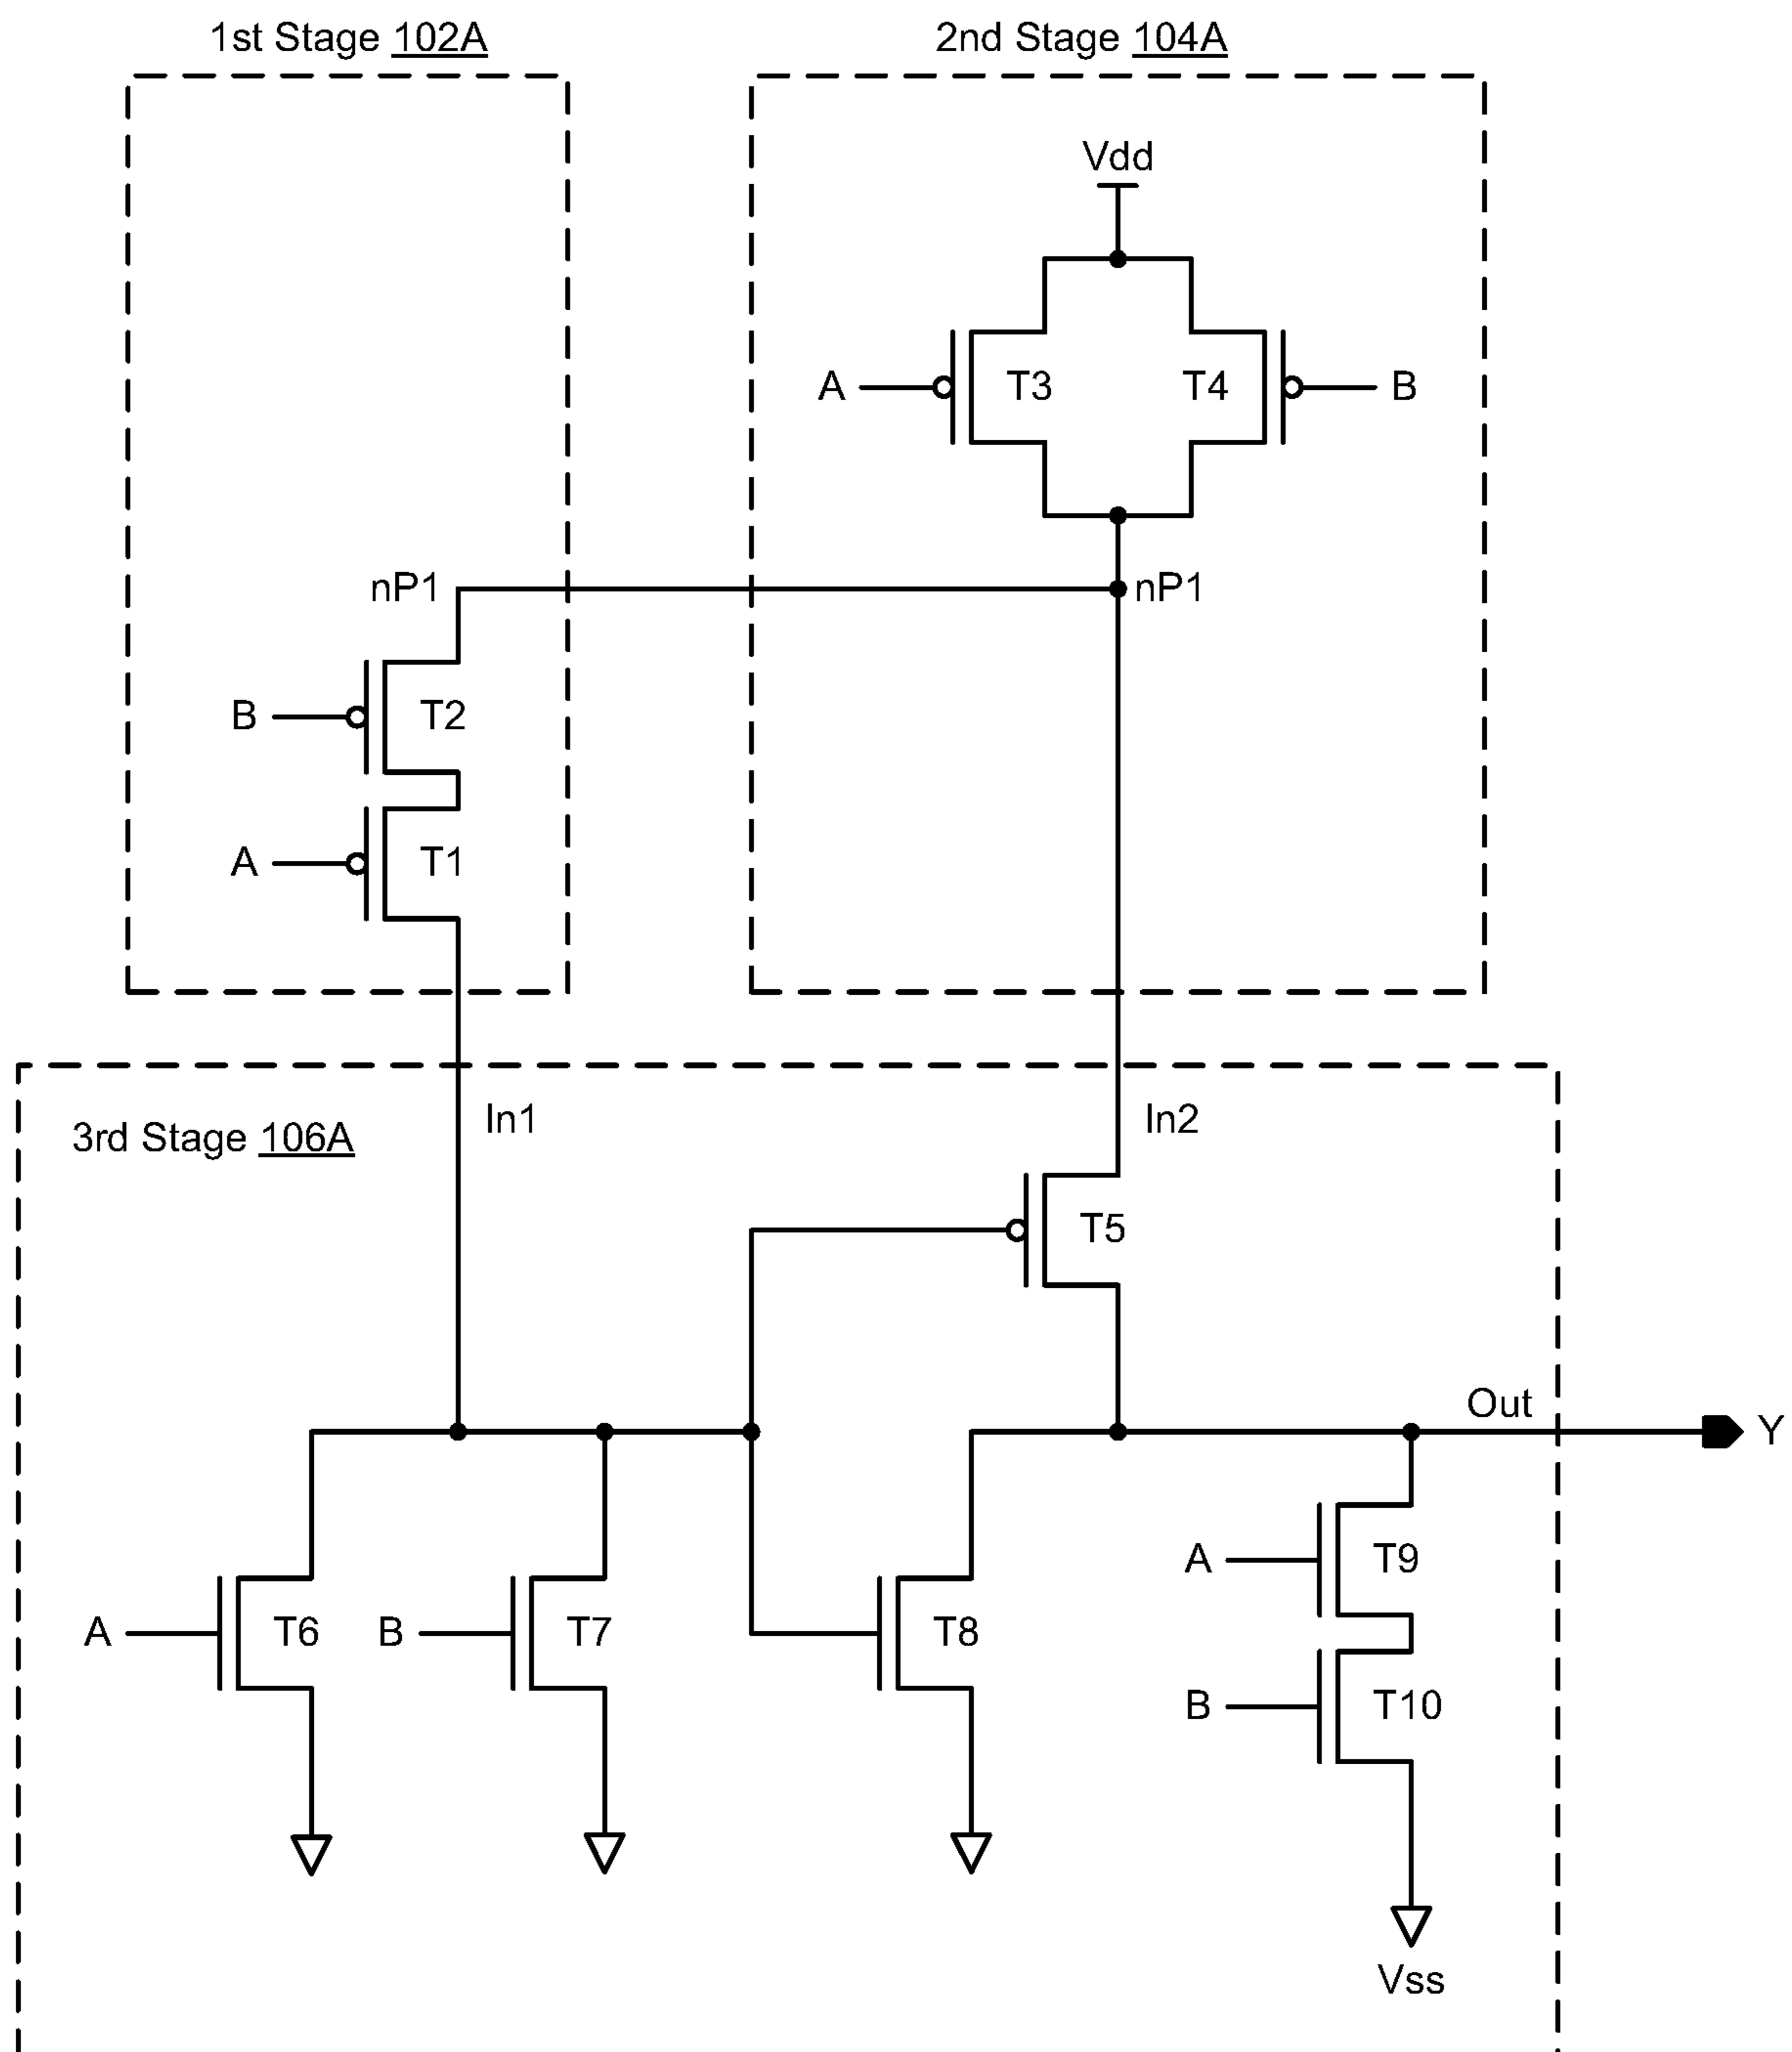 1st Stage 102A
2nd Stage 104A
Vdd
A
T3
T4
B
nP1
nP1
B
T2
A
T1
In1
In2
3rd Stage 106A
T5
Out
Y
A
T9
A
T6
B
T7
T8
B
T10
Vss